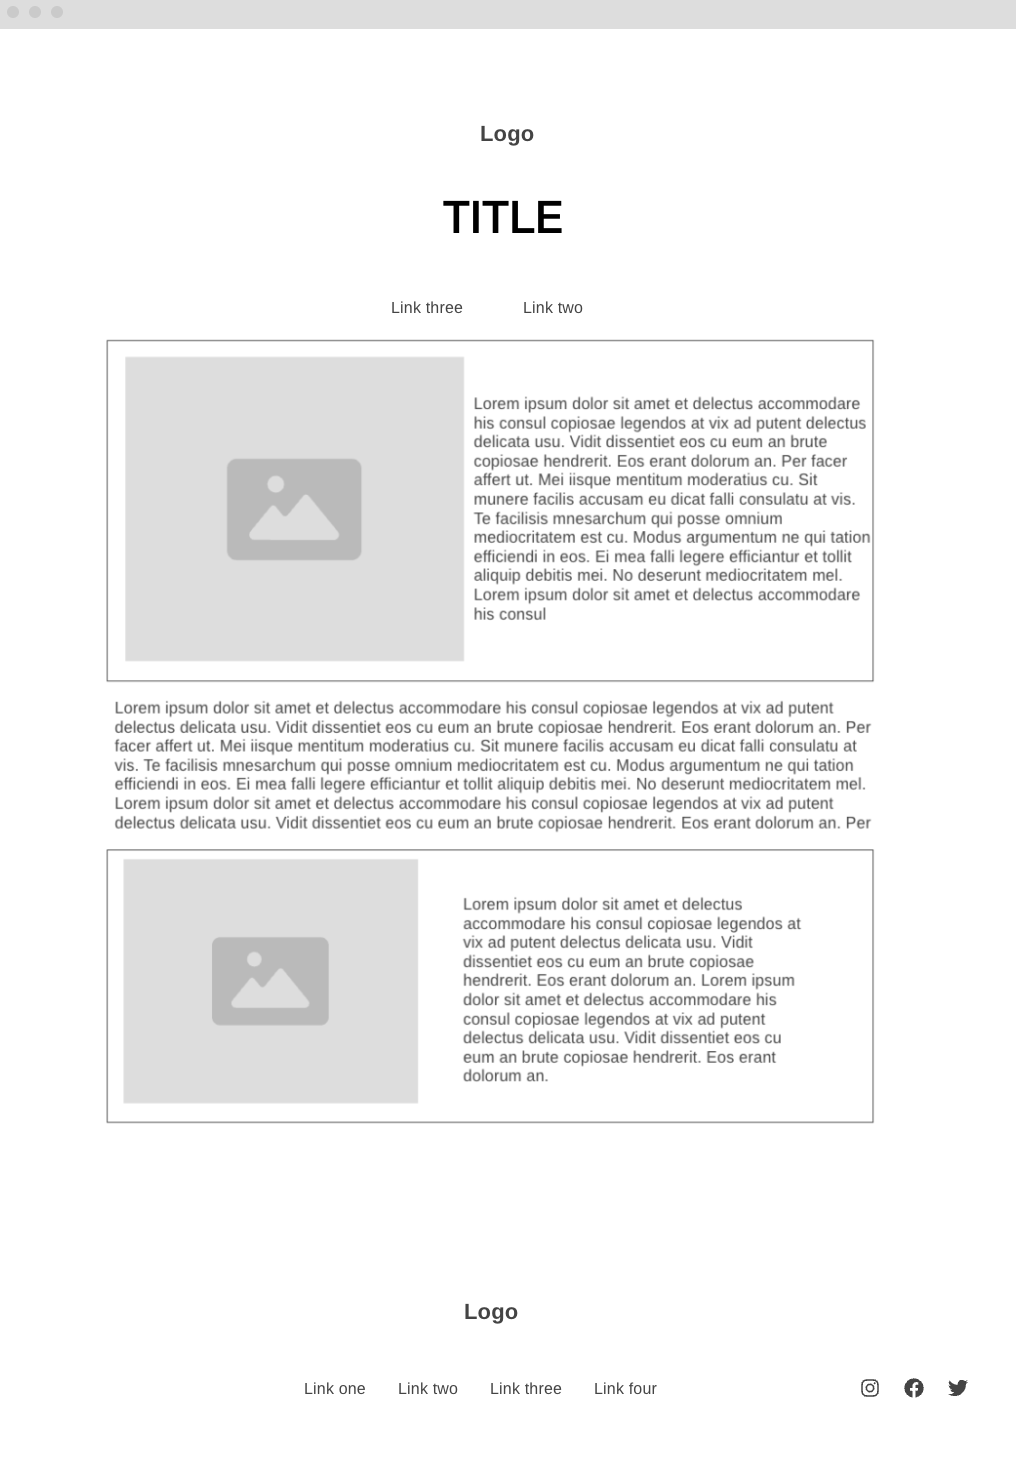 Logo
TITLE
Link three Link two
Lorem ipsum dolor sit amet et delectus accommodare
his consul copiosae legendos at vix ad putent delectus
delicata usu. Vidit dissentiet eos cu eum an brute
copiosae hendrerit. Eos erant dolorum an. Per facer
affert ut. Mei iisque mentitum moderatius cu. Sit
munere facilis accusam eu dicat falli consulatu at vis.
Te facilisis mnesarchum qui posse omnium
mediocritatem est cu. Modus argumentum ne qui tation
efficiendi in eos. Ei mea falli legere efficiantur et tollit
aliquip debitis mei. No deserunt mediocritatem mel.
Lorem ipsum dolor sit amet et delectus accommodare
his consul
Lorem ipsum dolor sit amet et delectus accommodare his consul copiosae legendos at vix ad putent
delectus delicata usu. Vidit dissentiet eos cu eum an brute copiosae hendrerit. Eos erant dolorum an. Per
facer affert ut. Mei iisque mentitum moderatius cu. Sit munere facilis accusam eu dicat falli consulatu at
vis. Te facilisis mnesarchum qui posse omnium mediocritatem est cu. Modus argumentum ne qui tation
efficiendi in eos. Ei mea falli legere efficiantur et tollit aliquip debitis mei. No deserunt mediocritatem mel.
Lorem ipsum dolor sit amet et delectus accommodare his consul copiosae legendos at vix ad putent
delectus delicata usu. Vidit dissentiet eos cu eum an brute copiosae hendrerit. Eos erant dolorum an. Per
Lorem ipsum dolor sit amet et delectus
accommodare his consul copiosae legendos at
vix ad putent delectus delicata usu. Vidit
dissentiet eos cu eum an brute copiosae
hendrerit. Eos erant dolorum an. Lorem ipsum
dolor sit amet et delectus accommodare his
consul copiosae legendos at vix ad putent
delectus delicata usu. Vidit dissentiet eos cu
eum an brute copiosae hendrerit. Eos erant
dolorum an.
Logo
Link one Link two Link three Link four